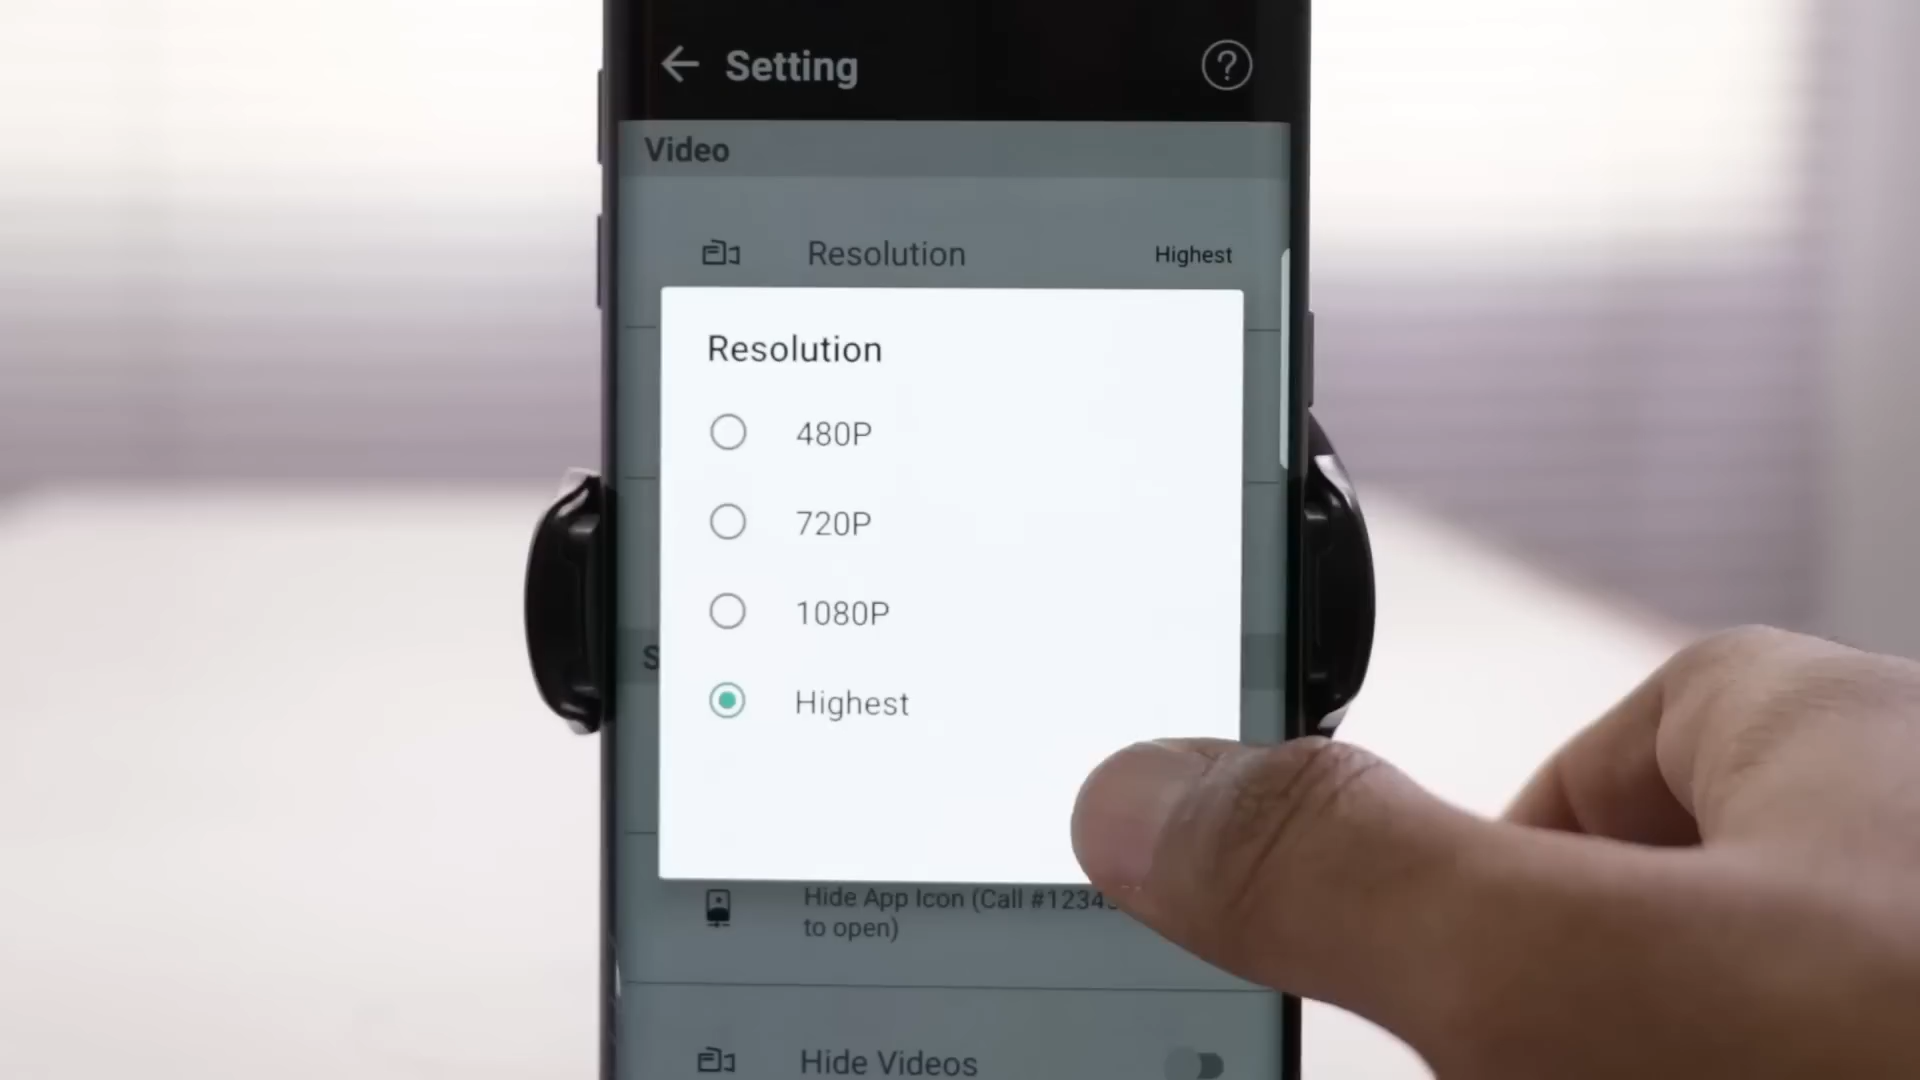 Setting
?
Video
Resolution
Highest
Resolution
480P
720P
1080P
Highest
Hide App Icon (Call #1234
to open)
Hide Videos